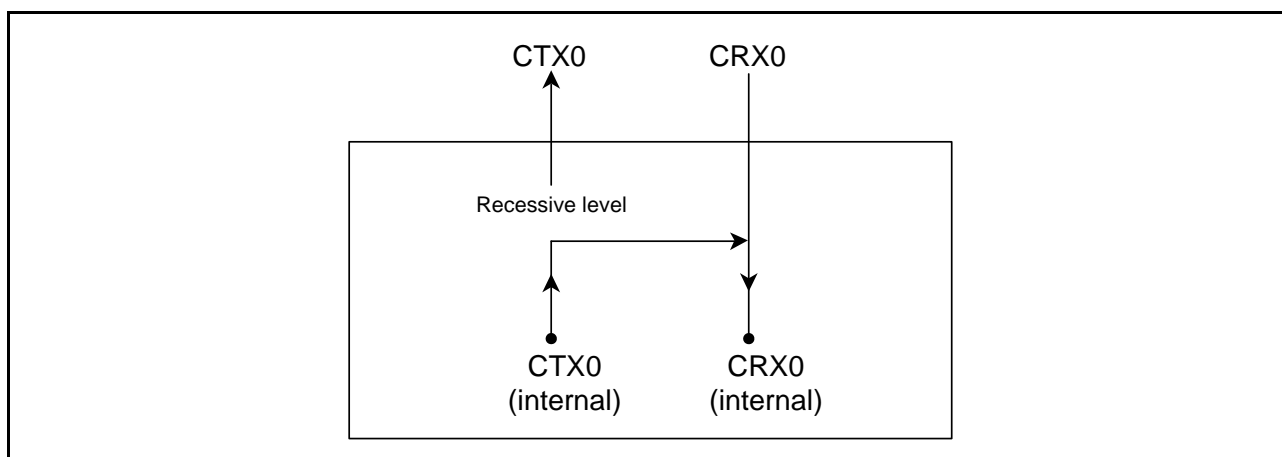 CTX0 CRX0
Recessive level
CTX0 CRX0
(internal) (internal)